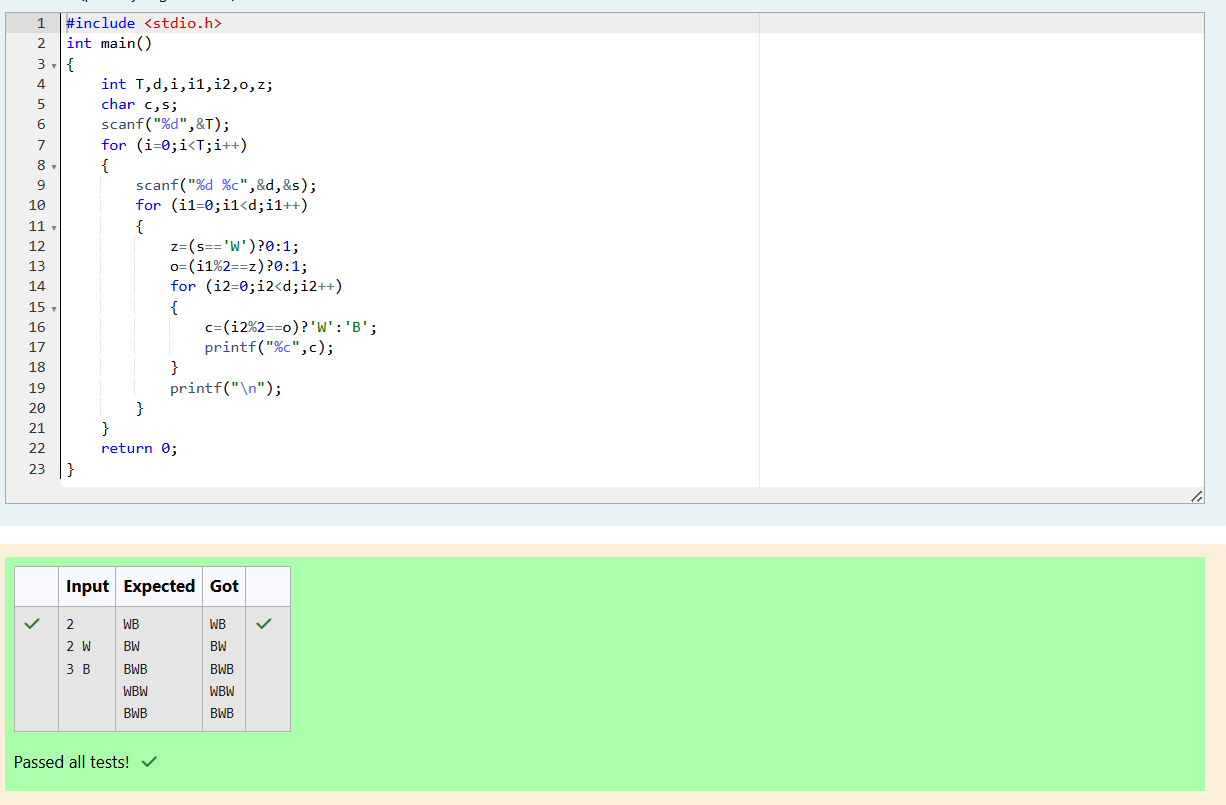 1 #include <stdio.h>
2 int main()
3 {
4     int T,d,i,i1,i2,o,z;
5     char c,s;
6     scanf("%d",&T);
7     for (i=0;i<T;i++)
8     {
9         scanf("%d %c",&d,&s);
10         for (i1=0;i1<d;i1++)
11         {
12             z=(s=='W')?0:1;
13             o=(i1%2==z)?0:1;
14             for (i2=0;i2<d;i2++)
15             {
16                 c=(i2%2==o)?'W':'B';
17                 printf("%c",c);
18             }
19             printf("\n");
20         }
21     }
22     return 0;
23 }
Input Expected Got
2 WB WB
2 W BW BW
3 B BWB BWB
WBW WBW
BWB BWB
Passed all tests!